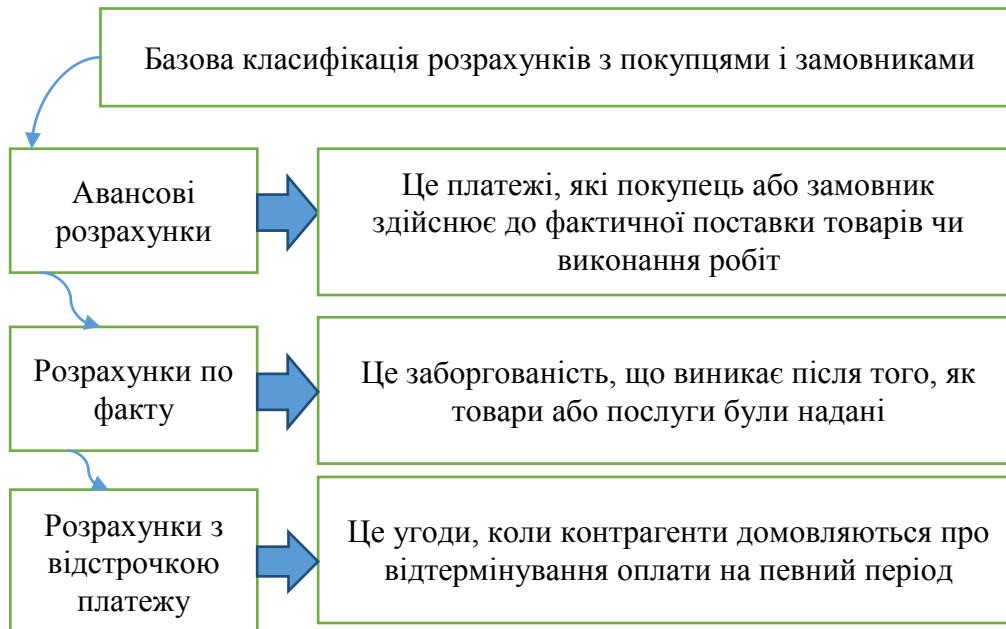 Базова класифікація розрахунків з покупцями і замовниками
Авансові
розрахунки
Це платежі, які покупець або замовник
здійснює до фактичної поставки товарів чи
виконання робіт
Розрахунки по
факту
Це заборгованість, що виникає після того, як
товари або послуги були надані
Розрахунки з
відстрочкою
платежу
Це угоди, коли контрагенти домовляються про
відтермінування оплати на певний період